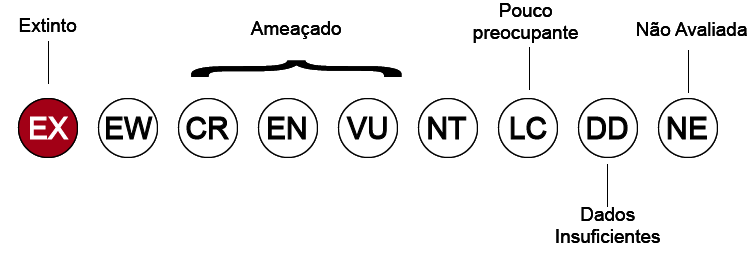 Extinto
Ameaçado
Pouco
preocupante
Não Avaliada
EX EW CR EN VU NT LC DD NE
Dados
Insuficientes